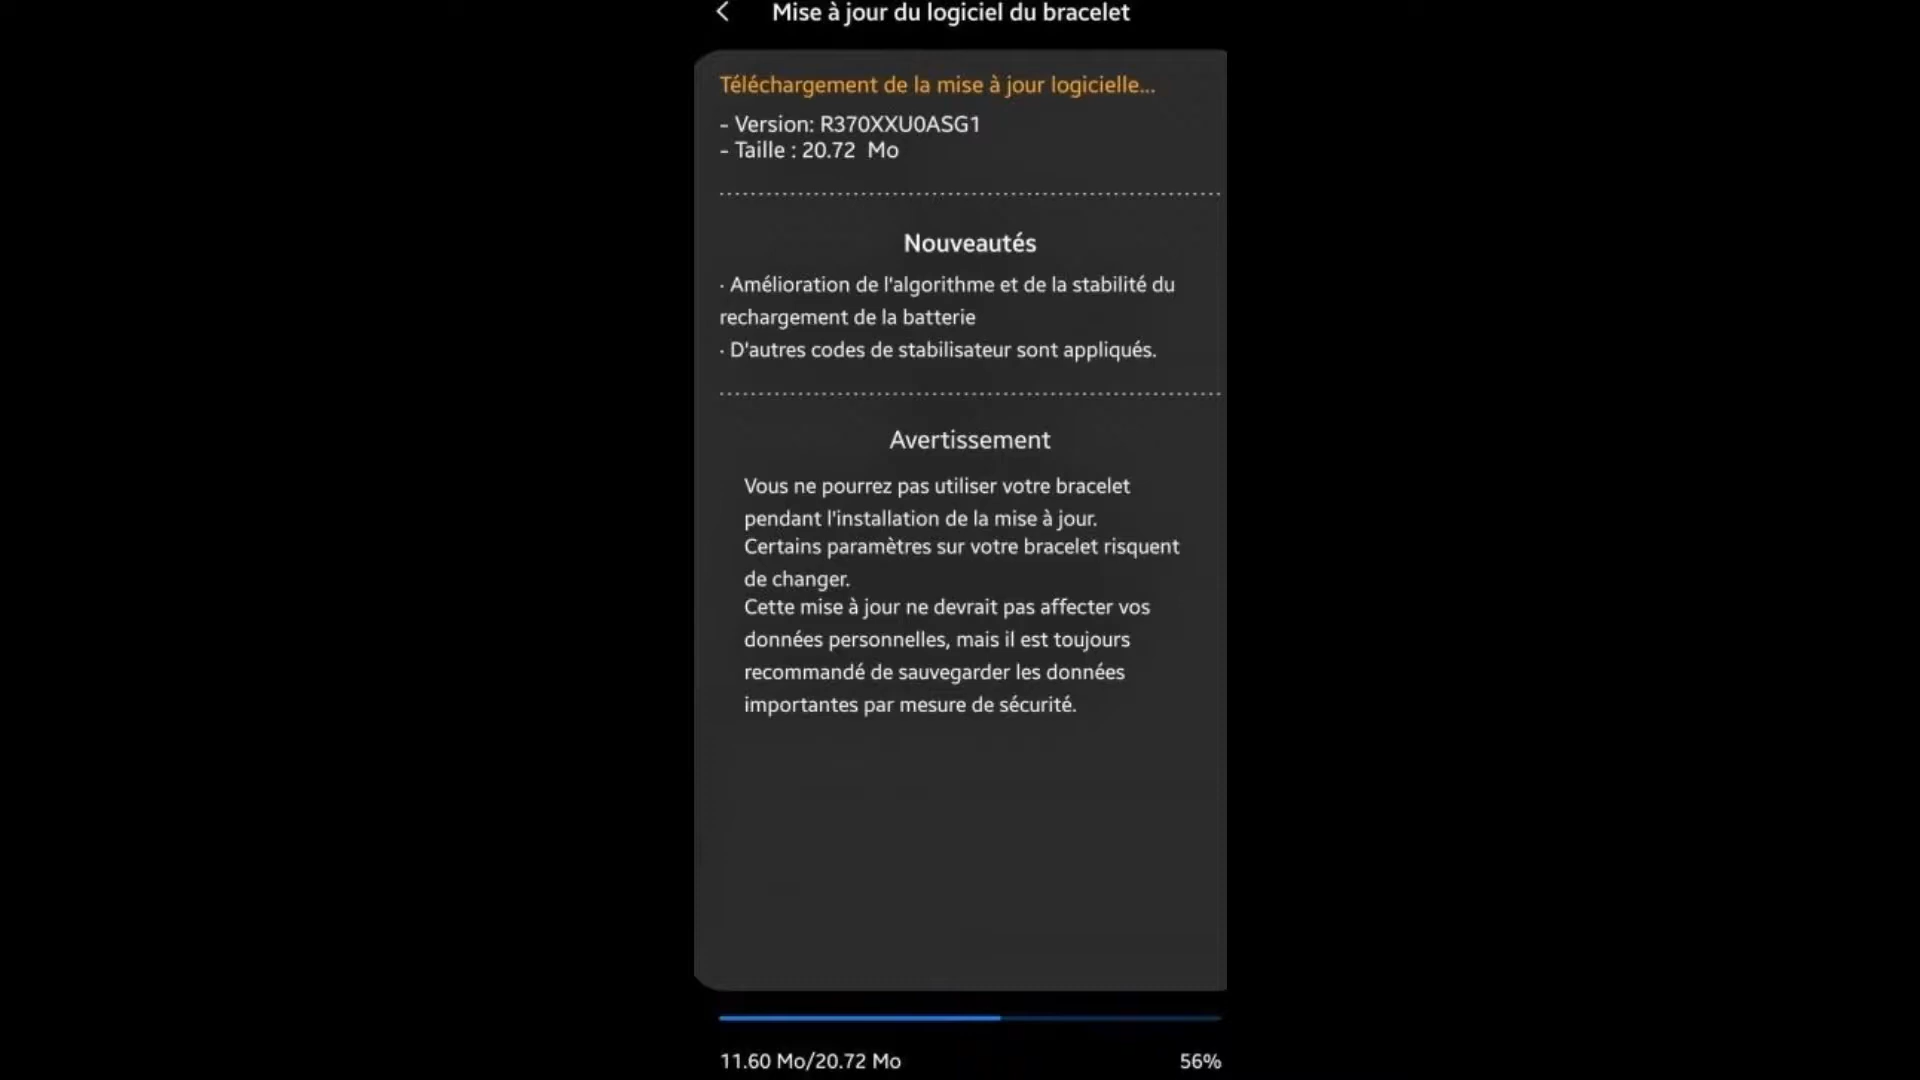 Mise à jour du logiciel du bracelet
Téléchargement de la mise à jour logicielle...
- Version: R370XXU0ASG1
- Taille : 20.72 Mo
Nouveautés
· Amélioration de l'algorithme et de la stabilité du
rechargement de la batterie
· D'autres codes de stabilisateur sont appliqués.
Avertissement
Vous ne pourrez pas utiliser votre bracelet
pendant l'installation de la mise à jour.
Certains paramètres sur votre bracelet risquent
de changer.
Cette mise à jour ne devrait pas affecter vos
données personnelles, mais il est toujours
recommandé de sauvegarder les données
importantes par mesure de sécurité.
11.60 Mo/20.72 Mo 56%